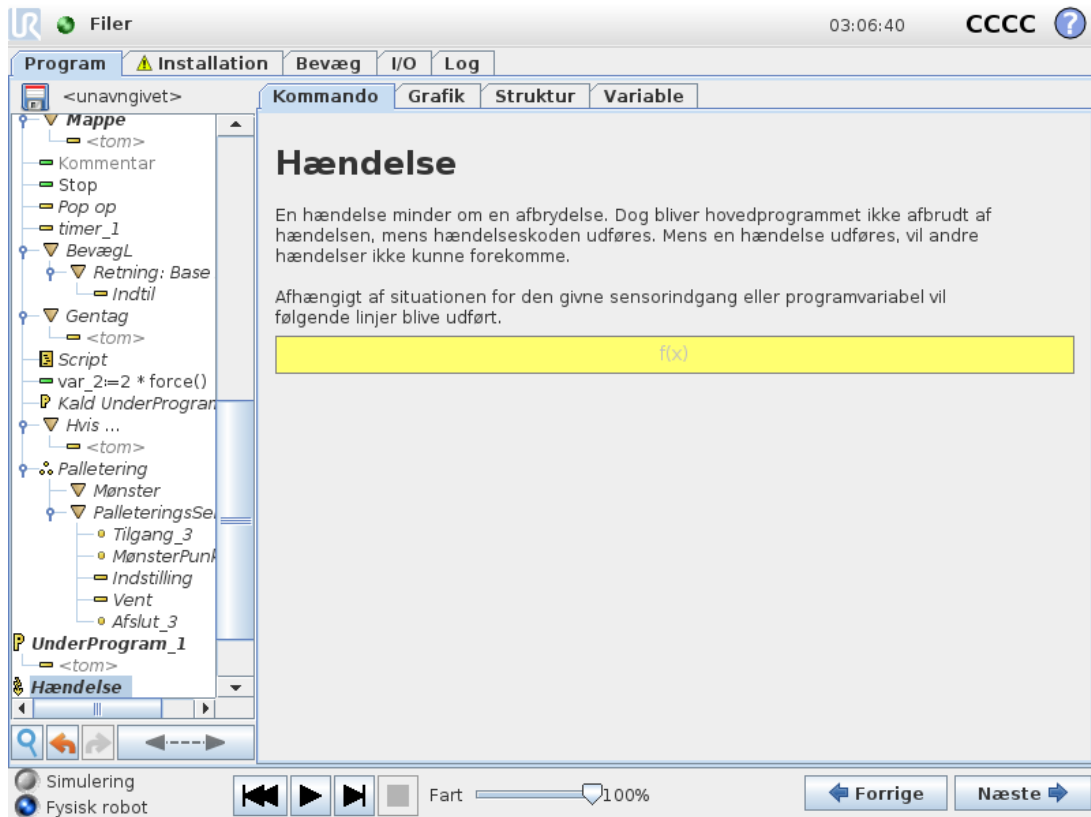 UR Filer 03:06:40 CCCC ?
Program Installation Bevæg I/O Log
<unavngivet>
Kommando Grafik Struktur Variable
Mappe
<tom>
Kommentar
Stop
Pop op
timer_1
BevægL
Retning: Base
Indtil
Gentag
<tom>
Script
var_2:=2 * force()
Kald UnderProgram
Hvis ...
<tom>
Palletering
Mønster
PalleteringsSe
Tilgang_3
MønsterPunk
Indstilling
Vent
Afslut_3
UnderProgram_1
<tom>
Hændelse
Hændelse
En hændelse minder om en afbrydelse. Dog bliver hovedprogrammet ikke afbrudt af
hændelsen, mens hændelseskoden udføres. Mens en hændelse udføres, vil andre
hændelser ikke kunne forekomme.
Afhængigt af situationen for den givne sensorindgang eller programvariabel vil
følgende linjer blive udført.
f(x)
Simulering
Fysisk robot
Fart 100%
Forrige Næste